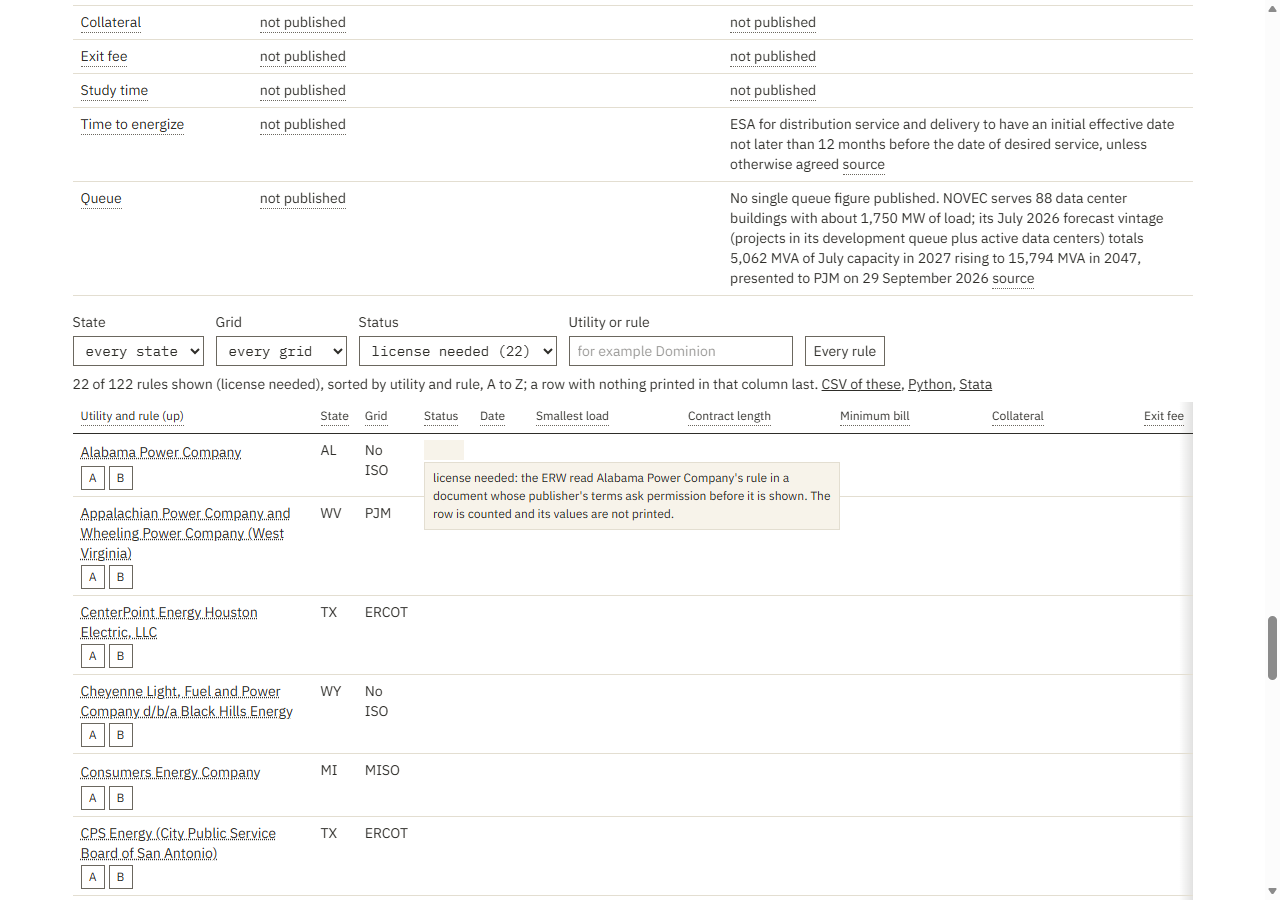 Collateral not published not published
Exit fee not published not published
Study time not published not published
Time to energize not published ESA for distribution service and delivery to have an initial effective date
not later than 12 months before the date of desired service, unless
otherwise agreed source
Queue not published No single queue figure published. NOVEC serves 88 data center
buildings with about 1,750 MW of load; its July 2026 forecast vintage
(projects in its development queue plus active data centers) totals
5,062 MVA of July capacity in 2027 rising to 15,794 MVA in 2047,
presented to PJM on 29 September 2026 source
State Grid Status Utility or rule
every state every grid license needed (22) for example Dominion Every rule
22 of 122 rules shown (license needed), sorted by utility and rule, A to Z; a row with nothing printed in that column last. CSV of these, Python, Stata
Utility and rule (up) State Grid Status Date Smallest load Contract length Minimum bill Collateral Exit fee
Alabama Power Company AL No
ISO
A B
license needed: the ERW read Alabama Power Company's rule in a
document whose publisher's terms ask permission before it is shown. The
row is counted and its values are not printed.
Appalachian Power Company and WV PJM
Wheeling Power Company (West
Virginia)
A B
CenterPoint Energy Houston TX ERCOT
Electric, LLC
A B
Cheyenne Light, Fuel and Power WY No
Company d/b/a Black Hills Energy ISO
A B
Consumers Energy Company MI MISO
A B
CPS Energy (City Public Service TX ERCOT
Board of San Antonio)
A B